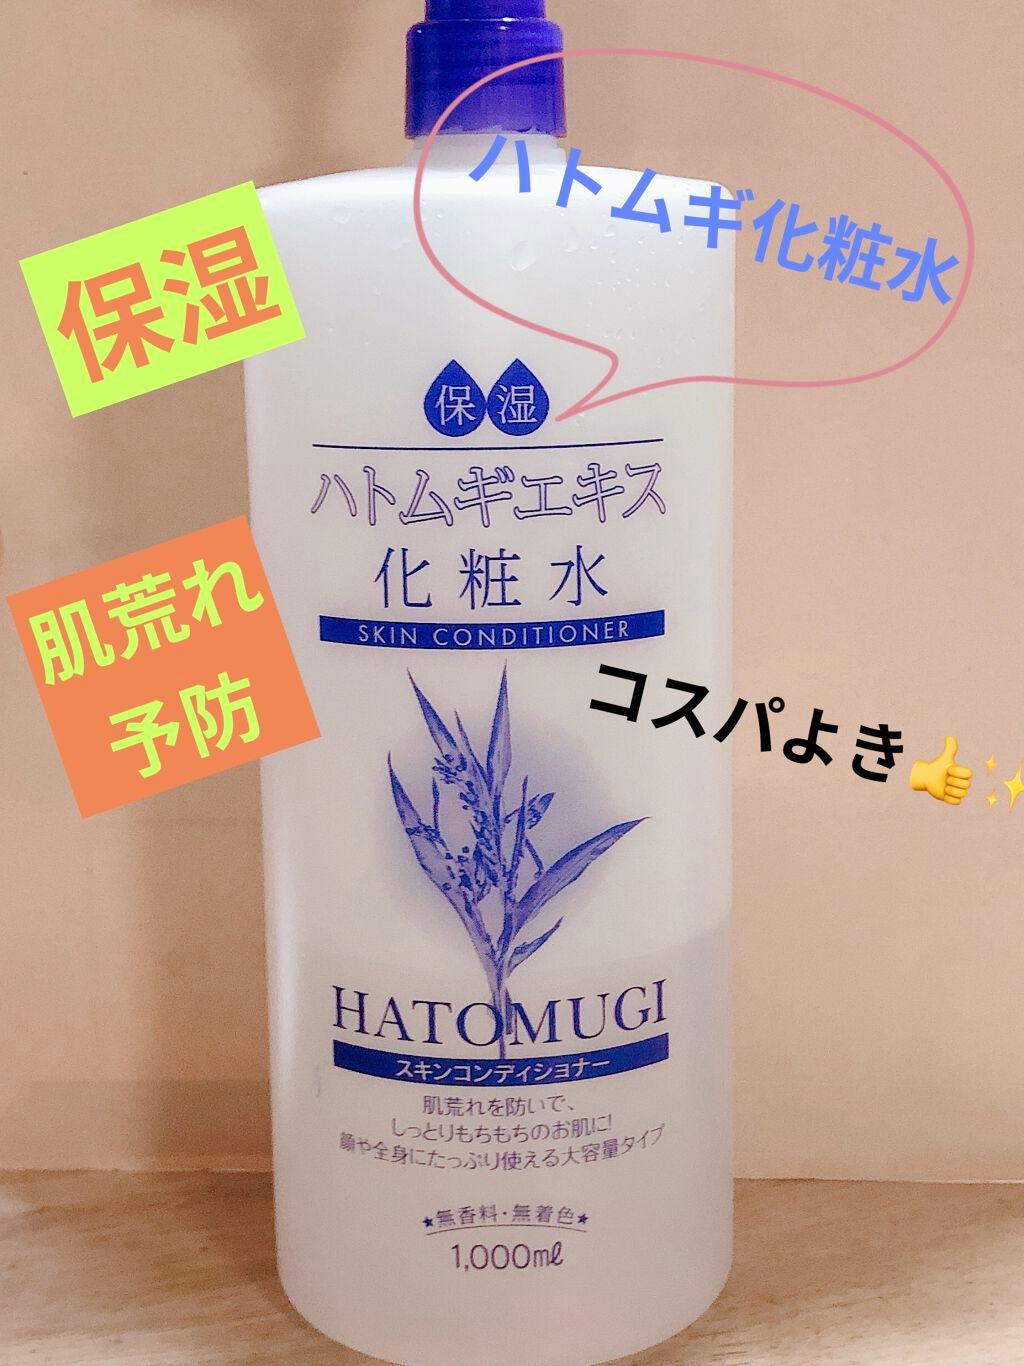 ハトムギ化粧水
保湿
保湿
ハトムギエキス
化粧水
SKIN CONDITIONER
肌荒れ
予防
コスパよき👍✨
HATOMUGI
スキンコンディショナー
肌荒れを防いで、
しっとりもちもちのお肌に!
顔や全身にたっぷり使える大容量タイプ
★無香料・無着色★
1,000mℓ